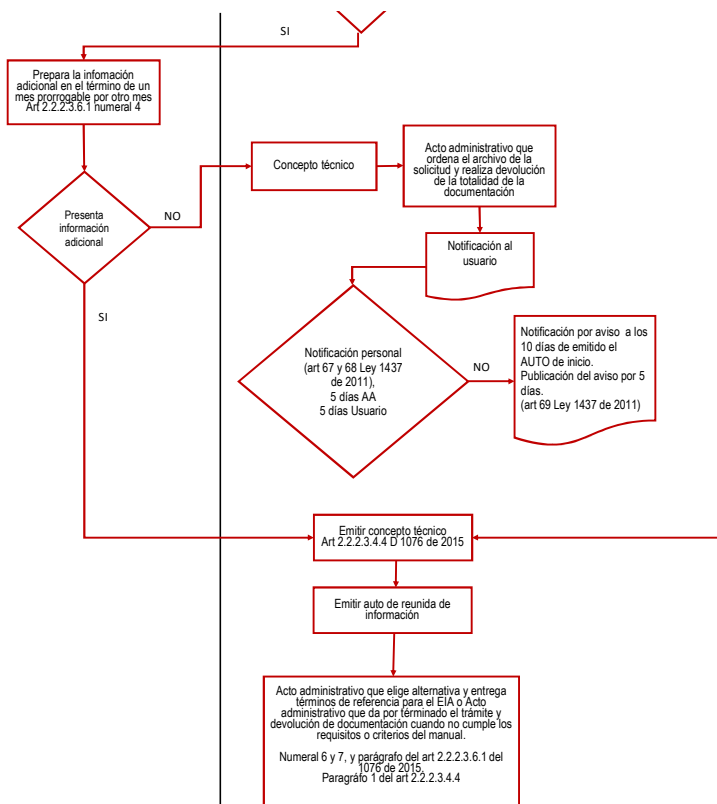 SI
Prepara la infomación
adicional en el término de un
mes prorrogable por otro mes
Art 2.2.2.3.6.1 numeral 4
Presenta
información
adicional
NO
SI
Concepto técnico
Acto administrativo que
ordena el archivo de la
solicitud y realiza devolución
de la totalidad de la
documentación
Notificación al
usuario
Notificación personal
(art 67 y 68 Ley 1437
de 2011),
5 días AA
5 días Usuario
NO
Notificación por aviso a los
10 días de emitido el
AUTO de inicio.
Publicación del aviso por 5
días.
(art 69 Ley 1437 de 2011)
Emitir concepto técnico
Art 2.2.2.3.4.4 D 1076 de 2015
Emitir auto de reunida de
información
Acto administrativo que elige alternativa y entrega
términos de referencia para el EIA o Acto
administrativo que da por términado el trámite y
devolución de documentación cuando no cumple los
requisitos o criterios del manual.
Numeral 6 y 7, y parágrafo del art 2.2.2.3.6.1 del
1076 de 2015,
Paragráfo 1 del art 2.2.2.3.4.4